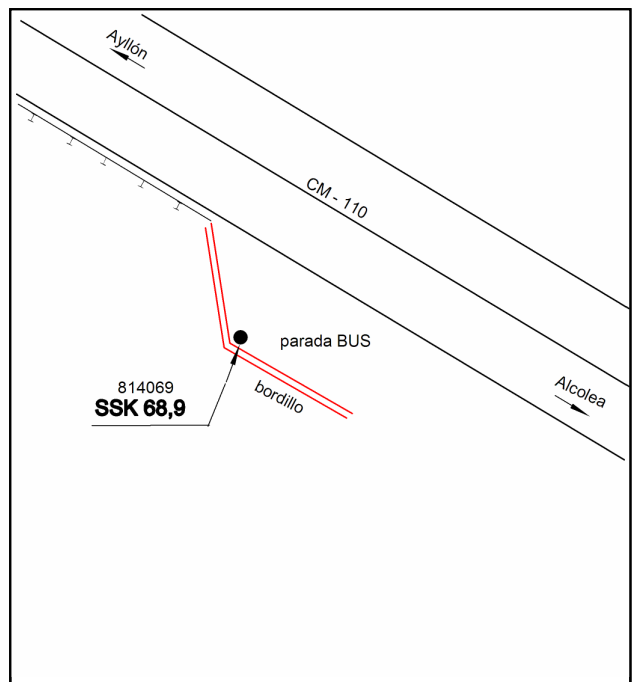 Ayllón
CM - 110
parada BUS
Alcolea
814069
SSK 68,9
bordillo